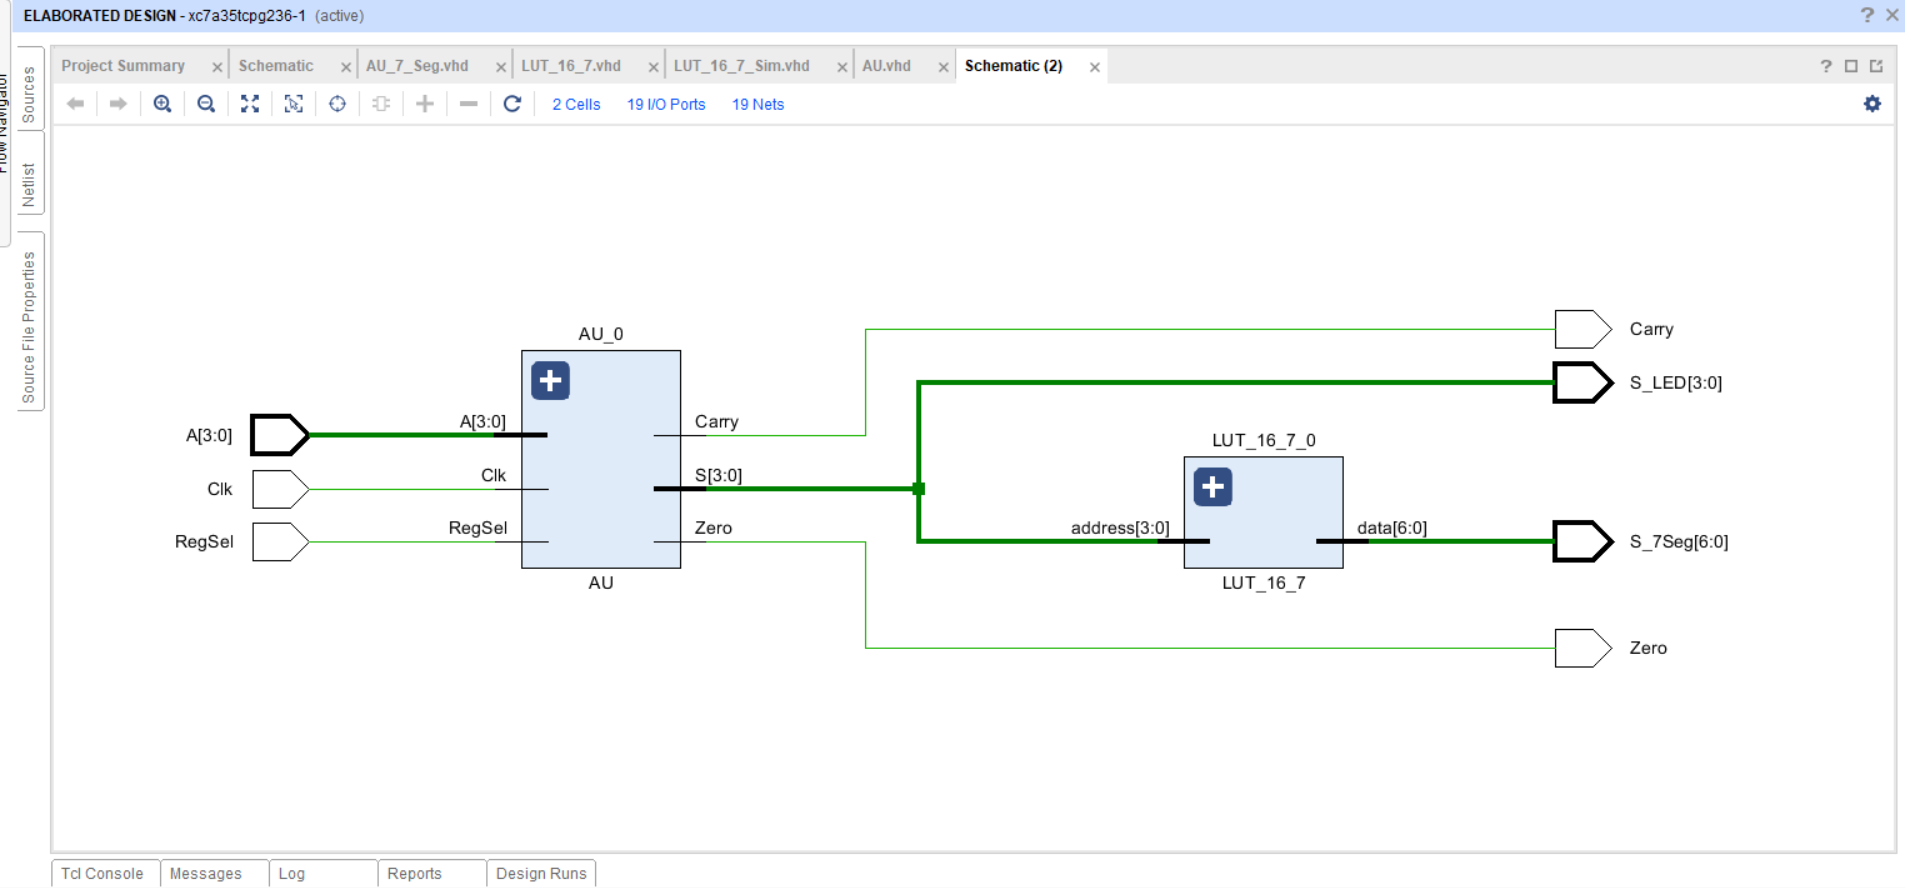 ELABORATED DESIGN - xc7a35tcpg236-1 (active)
Project Summary Schematic AU_7_Seg.vhd LUT_16_7.vhd LUT_16_7_Sim.vhd AU.vhd Schematic (2)
2 Cells 19 I/O Ports 19 Nets
Sources
Netlist
Source File Properties
AU_0
A[3:0]
Clk
RegSel
A[3:0]
Clk
RegSel
Carry
S[3:0]
Zero
AU
LUT_16_7_0
address[3:0]
data[6:0]
LUT_16_7
Carry
S_LED[3:0]
S_7Seg[6:0]
Zero
Tcl Console Messages Log Reports Design Runs